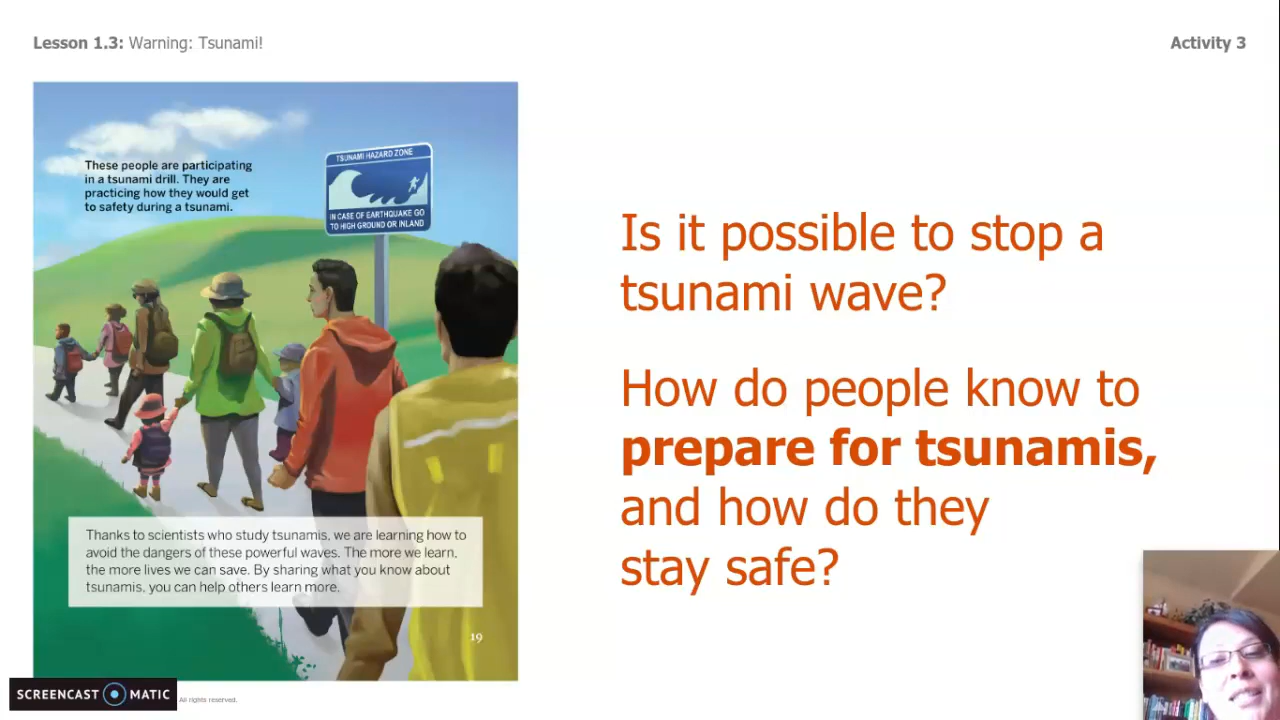 Lesson 1.3: Warning: Tsunami!
Activity 3
These people are participating
in a tsunami drill. They are
practicing how they would get
to safety during a tsunami.
TSUNAMI HAZARD ZONE
IN CASE OF EARTHQUAKE GO
TO HIGH GROUND OR INLAND
Thanks to scientists who study tsunamis, we are learning how to
avoid the dangers of these powerful waves. The more we learn,
the more lives we can save. By sharing what you know about
tsunamis, you can help others learn more.
19
Is it possible to stop a
tsunami wave?
How do people know to
prepare for tsunamis,
and how do they
stay safe?
SCREENCAST MATIC
All rights reserved.